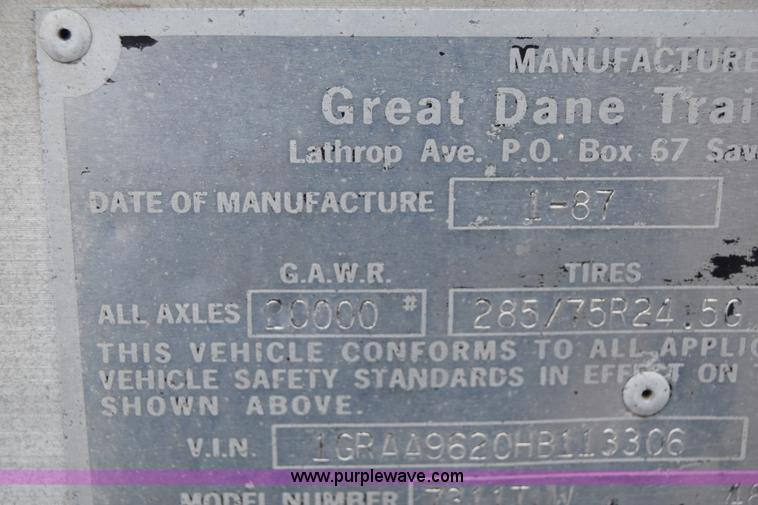 MANUFACTURE
Great Dane Trai
Lathrop Ave. P.O. Box 67 Sav
DATE OF MANUFACTURE 1-87
G.A.W.R. TIRES
ALL AXLES 20000 # 285/75R24.5G
THIS VEHICLE CONFORMS TO ALL APPLIC
VEHICLE SAFETY STANDARDS IN EFFECT ON T
SHOWN ABOVE.
V.I.N. 1GRAA9620HB113306
www.purplewave.com
MODEL NUMBER